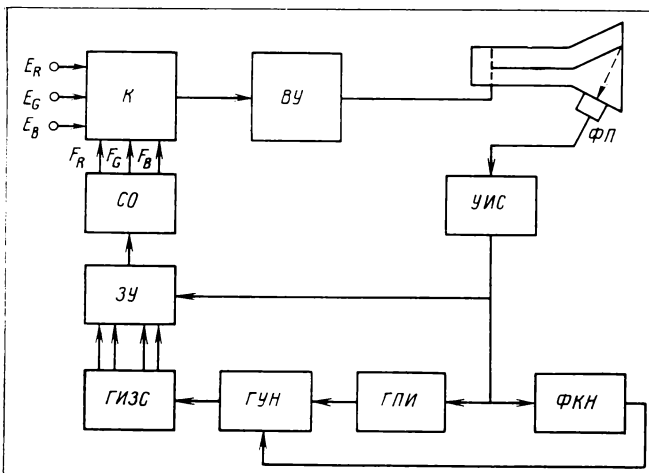 E_R
E_G
E_B
К
ВУ
ФП
F_R F_G F_B
СО
УИС
ЗУ
ГИЗС
ГУН
ГПИ
ФКН